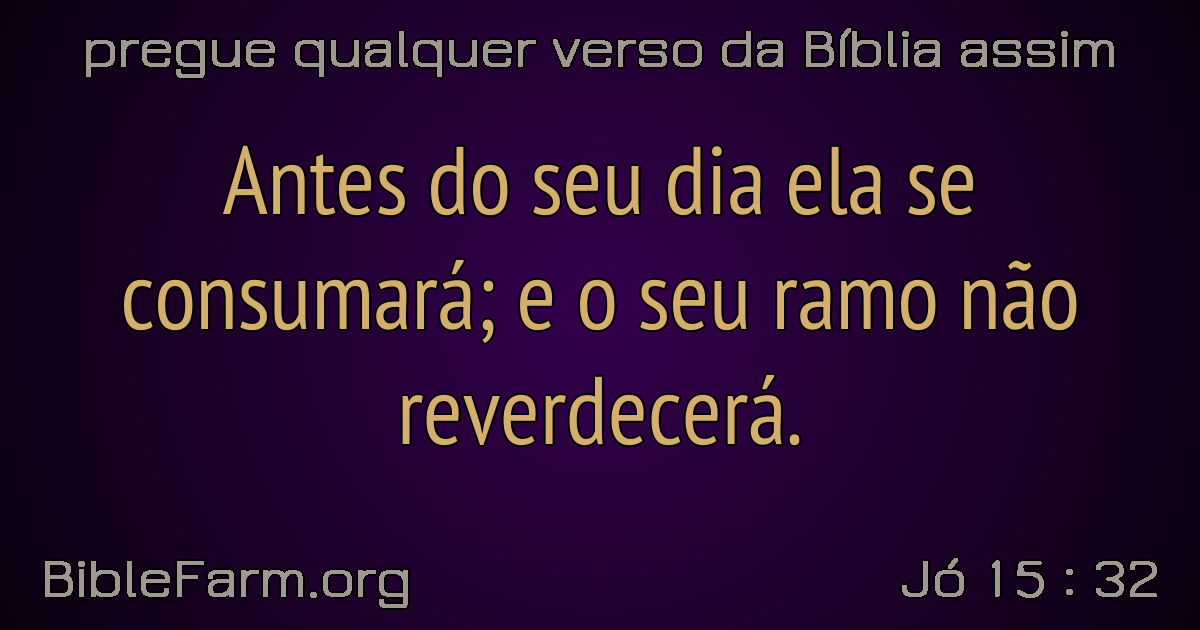 pregue qualquer verso da Bíblia assim
Antes do seu dia ela se
consumará; e o seu ramo não
reverdecerá.
BibleFarm.org
Jó 15 : 32